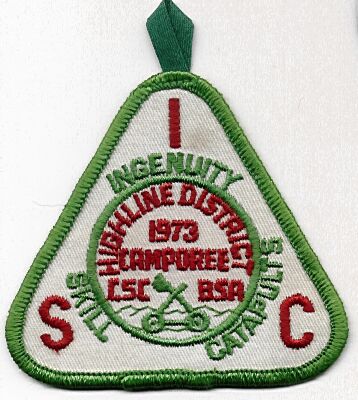 I
INGENUITY
HIGHLINE DISTRICT
1973
CAMPOREE
CSC BSA
SKILL
CATAPULTS
S
C